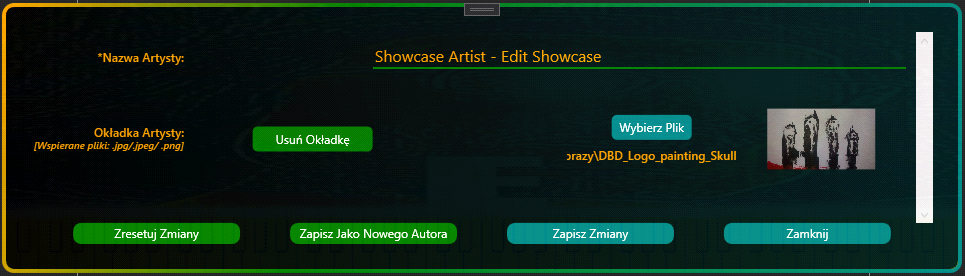 *Nazwa Artysty:
Showcase Artist - Edit Showcase
Okładka Artysty:
[Wspierane pliki: .jpg/.jpeg/ .png]
Usuń Okładkę
Wybierz Plik
brazy\DBD_Logo_painting_Skull
Zresetuj Zmiany
Zapisz Jako Nowego Autora
Zapisz Zmiany
Zamknij